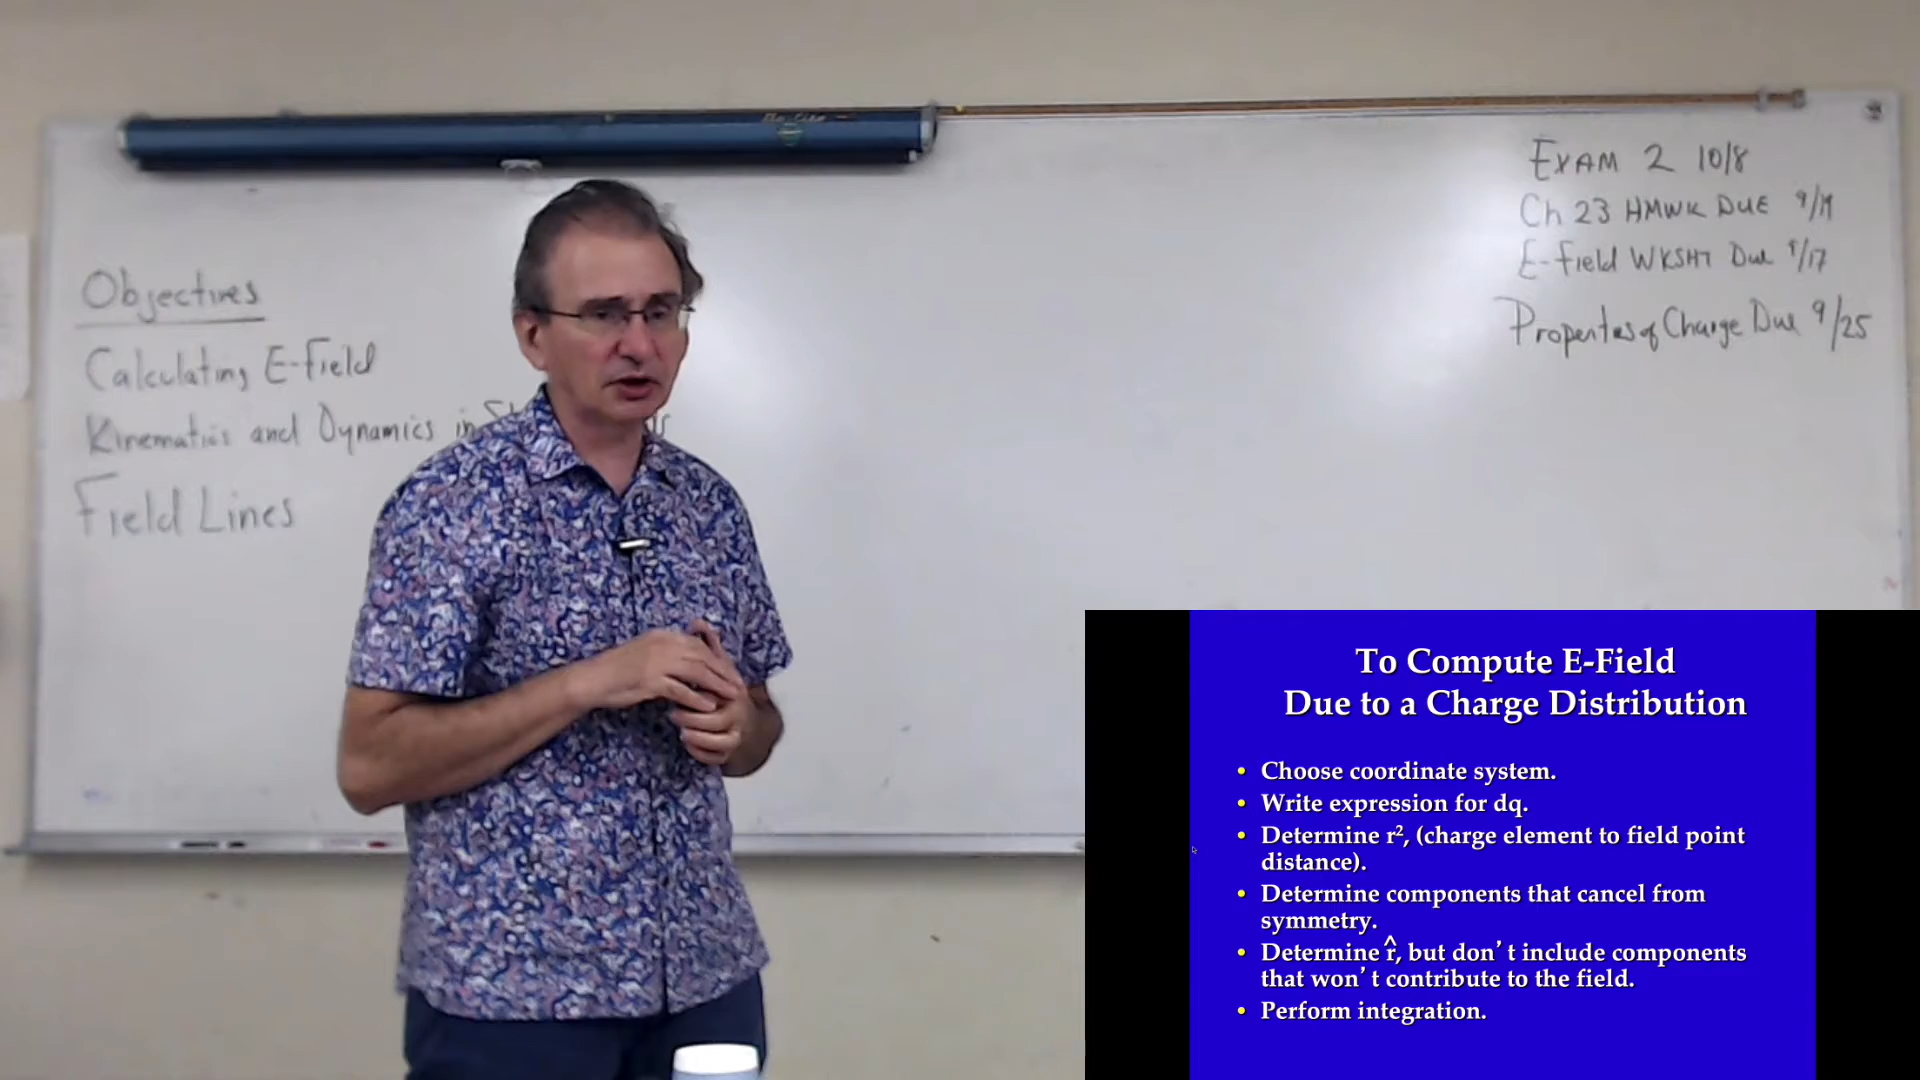 Objectives
Calculating E-Field
Kinematics and Dynamics in
Field Lines
EXAM 2 10/8
Ch 23 HMWK DUE 9/19
E-Field WKSHT Due 9/17
Properties of Charge Due 9/25
To Compute E-Field
Due to a Charge Distribution
• Choose coordinate system.
• Write expression for dq.
• Determine r², (charge element to field point
distance).
• Determine components that cancel from
symmetry.
• Determine r̂, but don't include components
that won't contribute to the field.
• Perform integration.